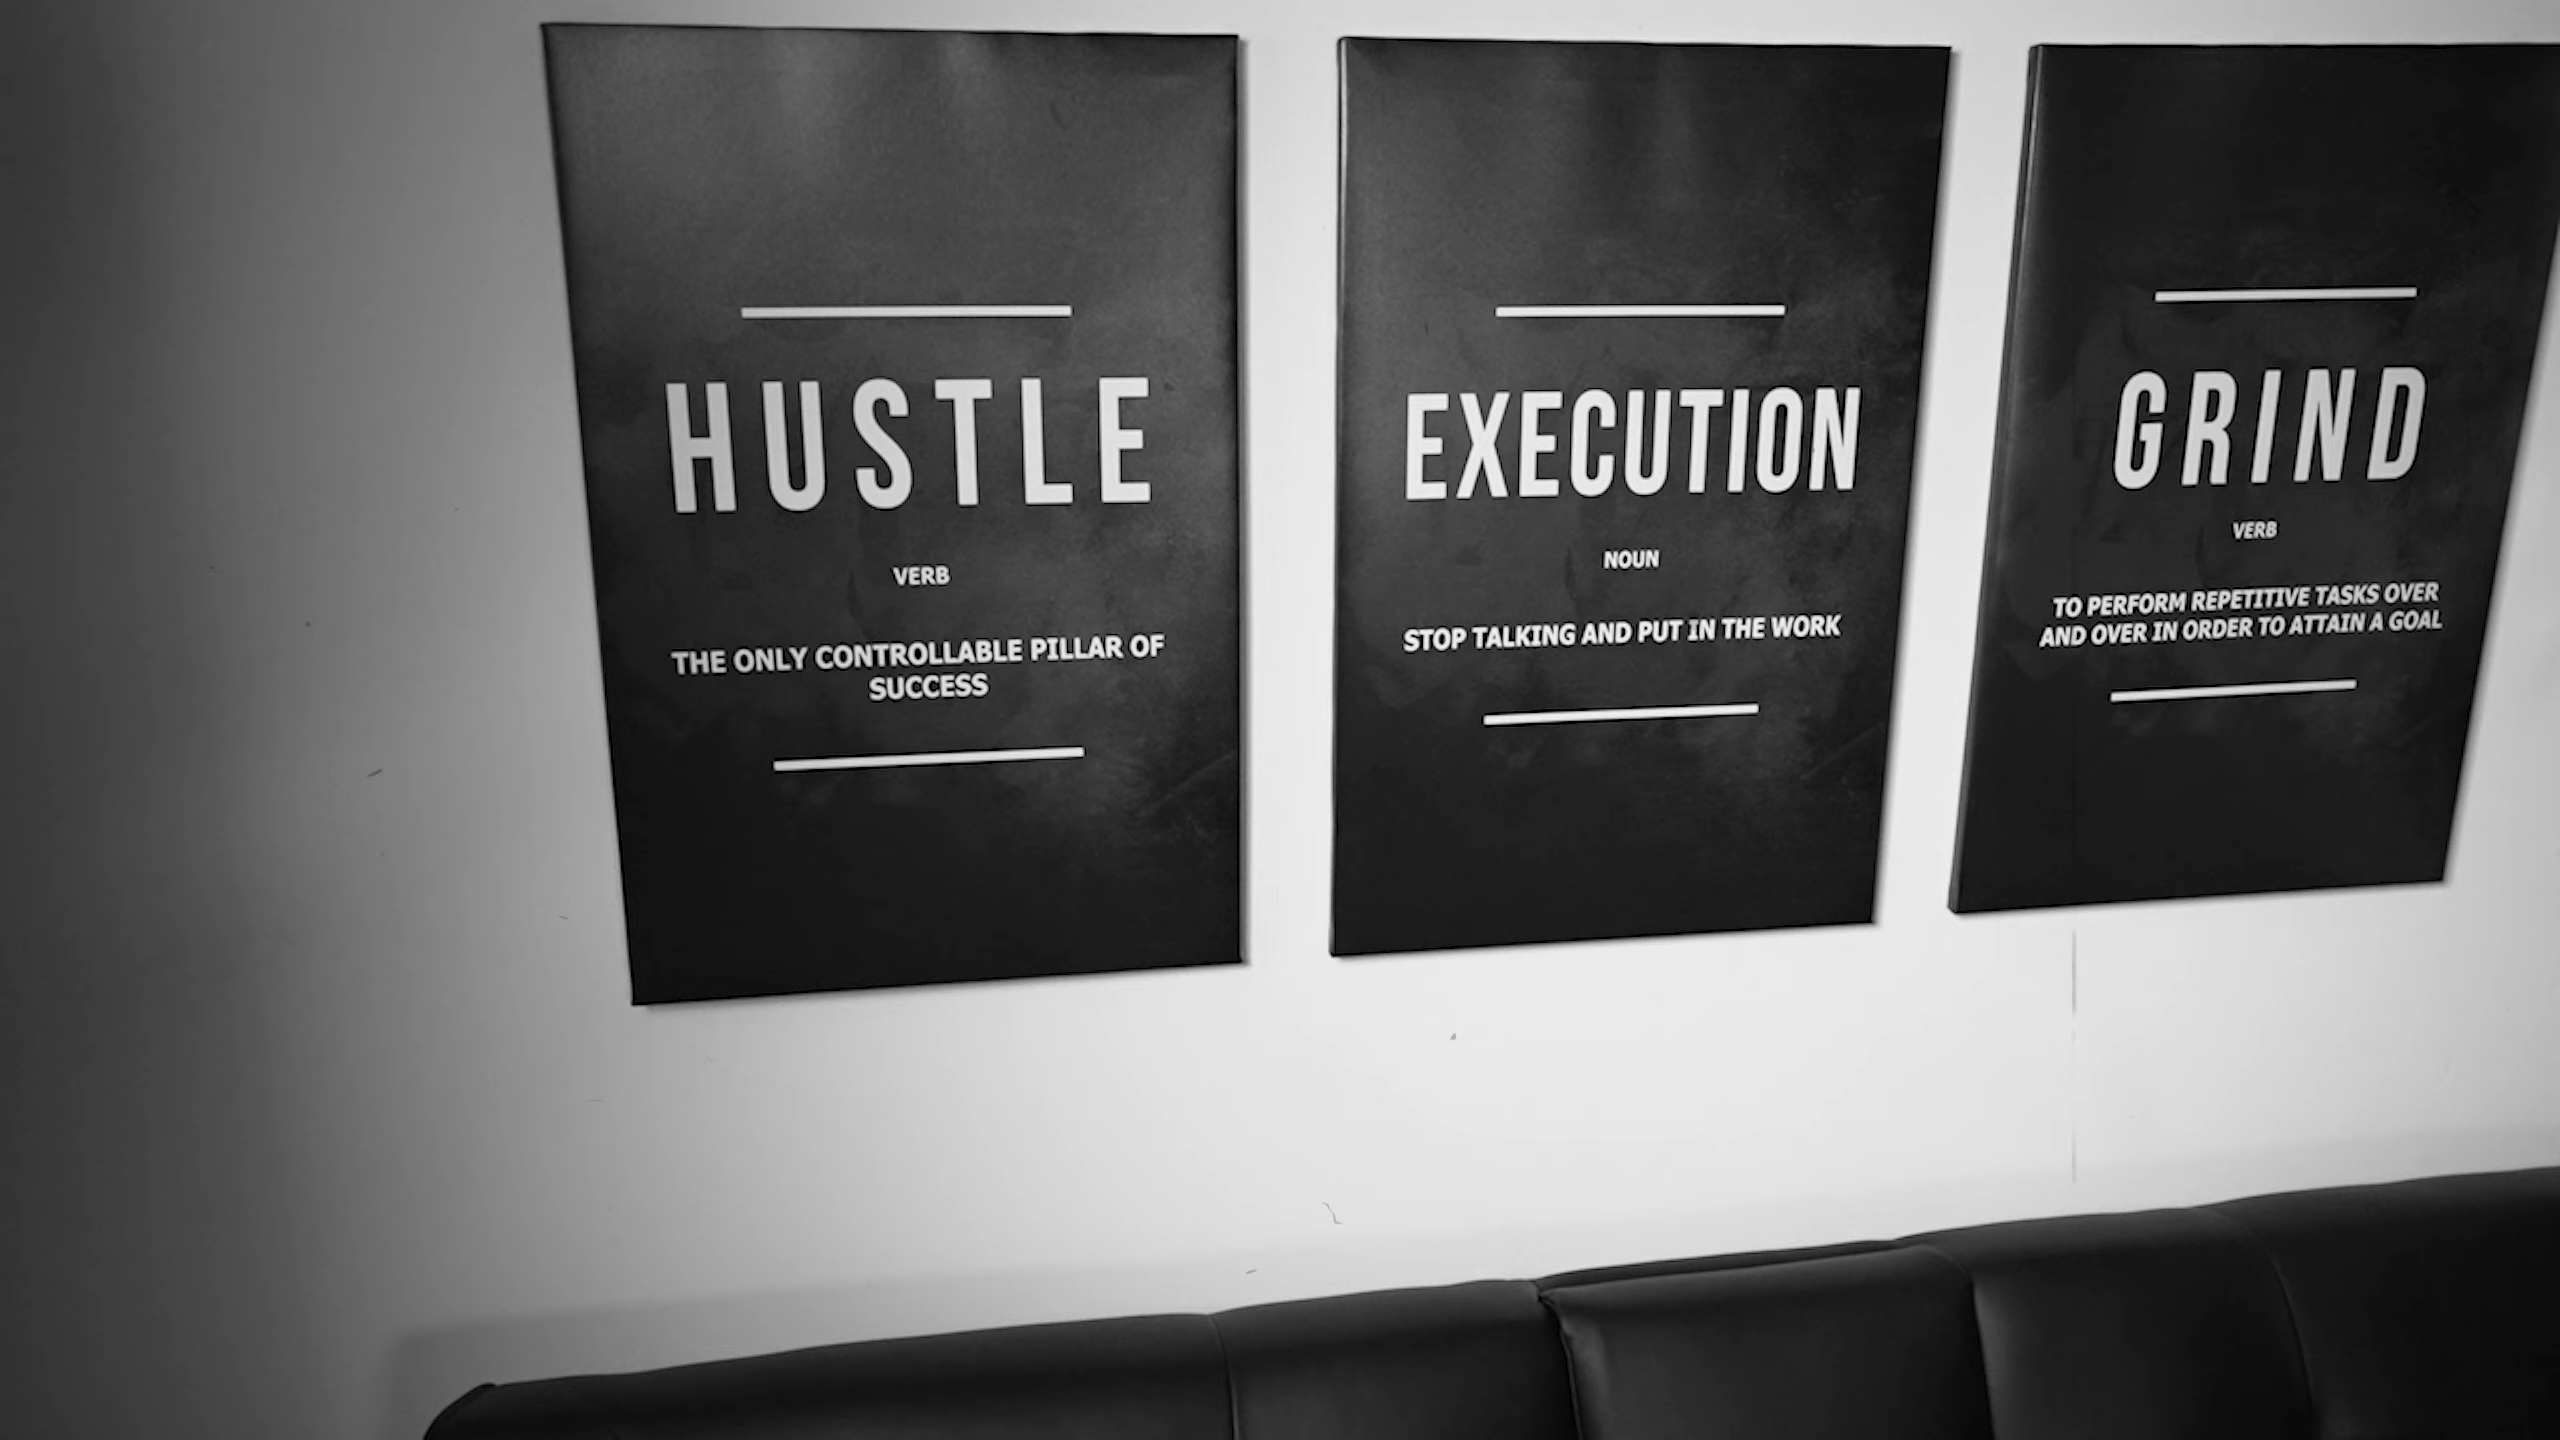 HUSTLE
VERB
THE ONLY CONTROLLABLE PILLAR OF
SUCCESS
EXECUTION
NOUN
STOP TALKING AND PUT IN THE WORK
GRIND
VERB
TO PERFORM REPETITIVE TASKS OVER
AND OVER IN ORDER TO ATTAIN A GOAL